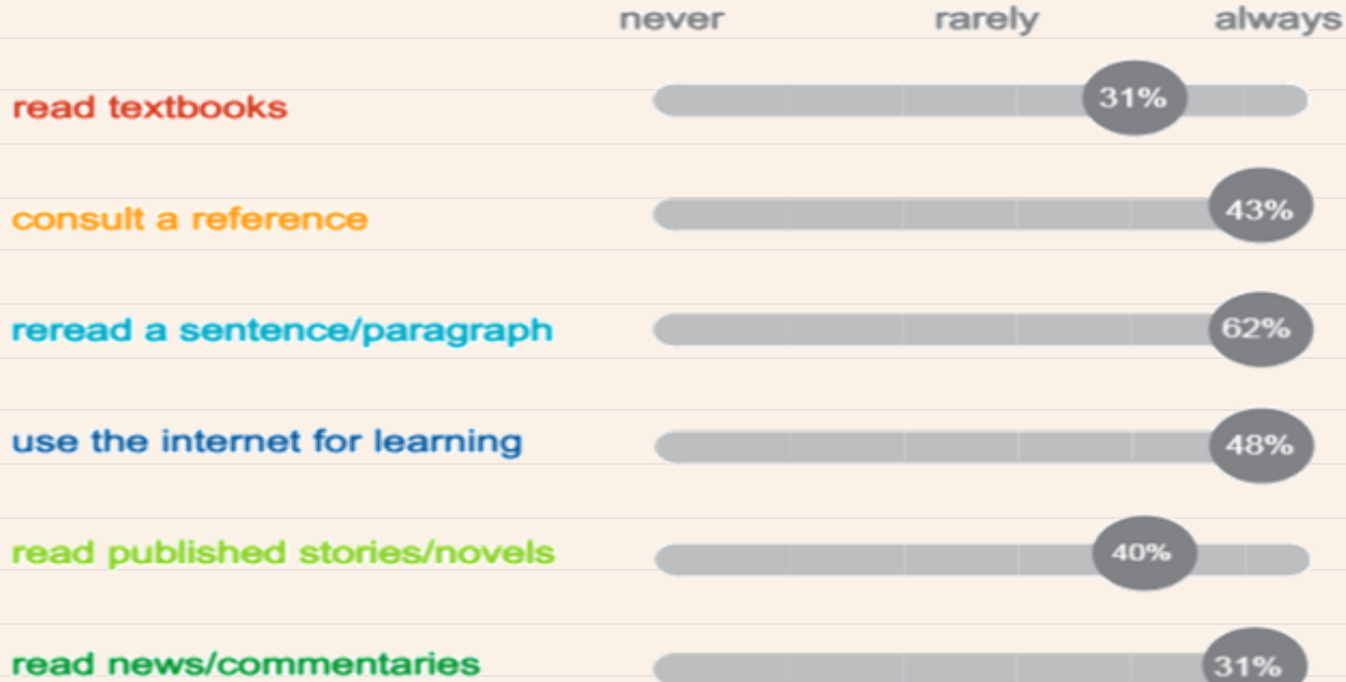 never rarely always
read textbooks 31%
consult a reference 43%
reread a sentence/paragraph 62%
use the internet for learning 48%
read published stories/novels 40%
read news/commentaries 31%